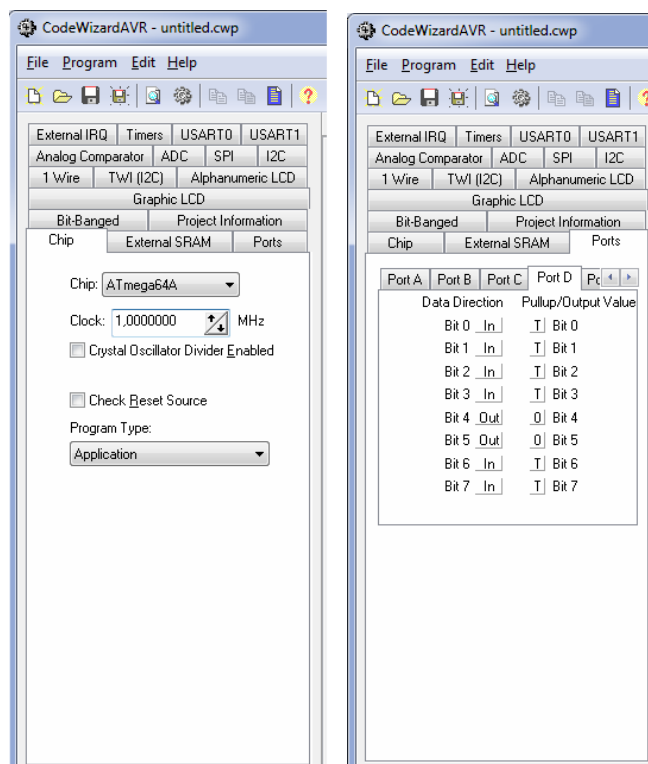 CodeWizardAVR - untitled.cwp
File Program Edit Help
External IRQ Timers USART0 USART1
Analog Comparator ADC SPI I2C
1 Wire TWI (I2C) Alphanumeric LCD
Graphic LCD
Bit-Banged Project Information
Chip External SRAM Ports
Chip: ATmega64A
Clock: 1,0000000 MHz
Crystal Oscillator Divider Enabled
Check Reset Source
Program Type:
Application
CodeWizardAVR - untitled.cwp
File Program Edit Help
External IRQ Timers USART0 USART1
Analog Comparator ADC SPI I2C
1 Wire TWI (I2C) Alphanumeric LCD
Graphic LCD
Bit-Banged Project Information
Chip External SRAM Ports
Port A Port B Port C Port D
Data Direction Pullup/Output Value
Bit 0 In T Bit 0
Bit 1 In T Bit 1
Bit 2 In T Bit 2
Bit 3 In T Bit 3
Bit 4 Out 0 Bit 4
Bit 5 Out 0 Bit 5
Bit 6 In T Bit 6
Bit 7 In T Bit 7